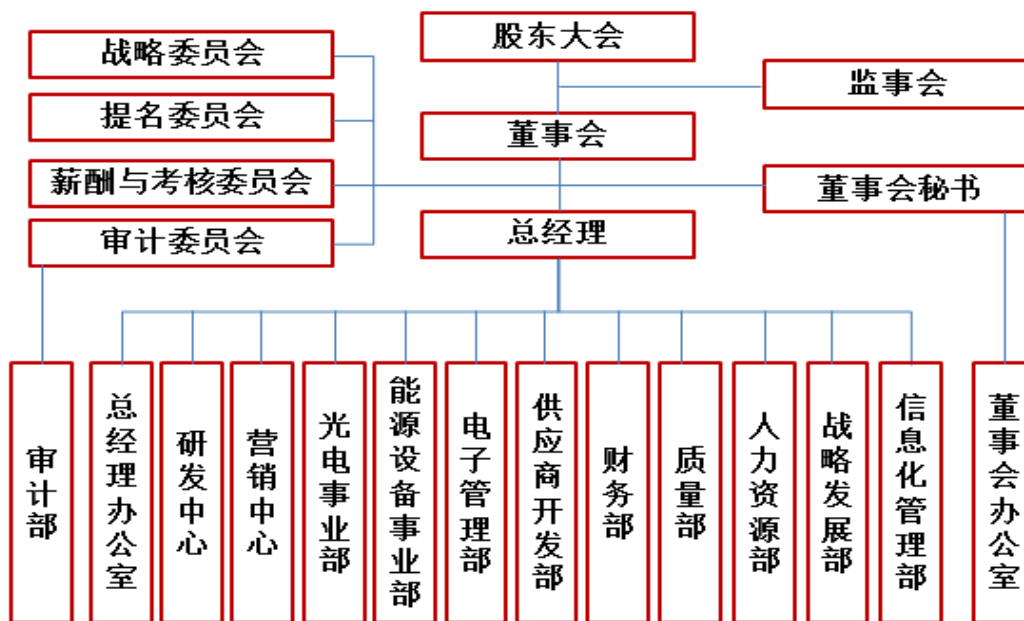 战略委员会
股东大会
监事会
提名委员会
董事会
薪酬与考核委员会
董事会秘书
审计委员会
总经理
审计部
总经理办公室
研发中心
营销中心
光电事业部
能源设备事业部
电子管理部
供应商开发部
财务部
质量部
人力资源部
战略发展部
信息化管理部
董事会办公室